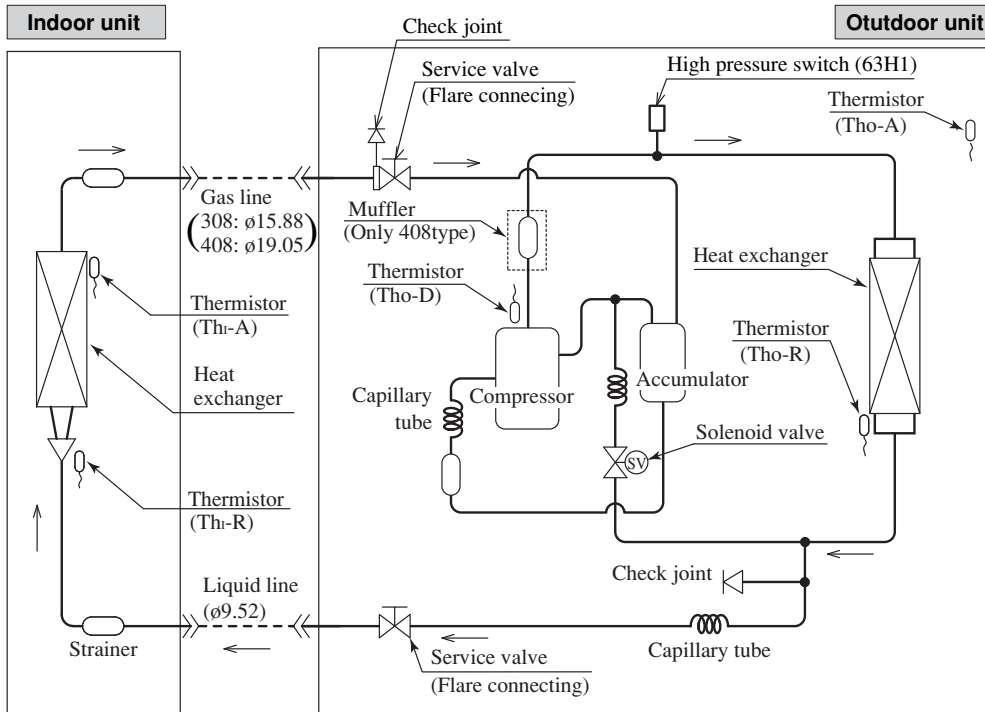 Indoor unit
Otutdoor unit
Check joint
Service valve
(Flare connecing)
High pressure switch (63H1)
Thermistor
(Tho-A)
Gas line
(308: ø15.88
408: ø19.05)
Muffler
(Only 408type)
Thermistor
(Tho-D)
Heat exchanger
Thermistor
(ThI-A)
Thermistor
(Tho-R)
Heat
exchanger
Capillary
tube
Compressor
Accumulator
Solenoid valve
SV
Thermistor
(ThI-R)
Liquid line
(ø9.52)
Check joint
Strainer
Service valve
(Flare connecting)
Capillary tube